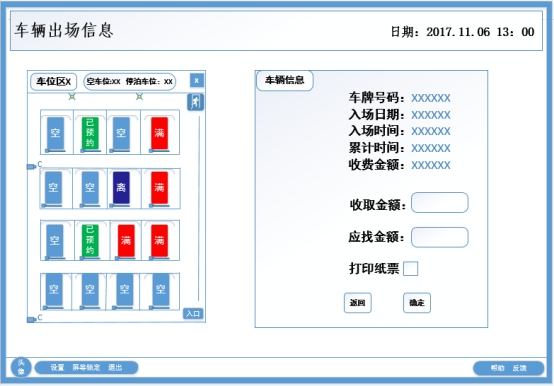 车辆出场信息
日期：2017.11.06 13：00
车位区X 空车位:XX 停泊车位：XX X
空 已预约 空 满
C
空 空 离 满
空 已预约 满 满
空 空 空 空
入口
C
车辆信息
车牌号码：XXXXXX
入场日期：XXXXXX
入场时间：XXXXXX
累计时间：XXXXXX
收费金额：XXXXXX
收取金额：
应找金额：
打印纸票
返回 确定
头像 设置 屏幕锁定 退出
帮助 反馈